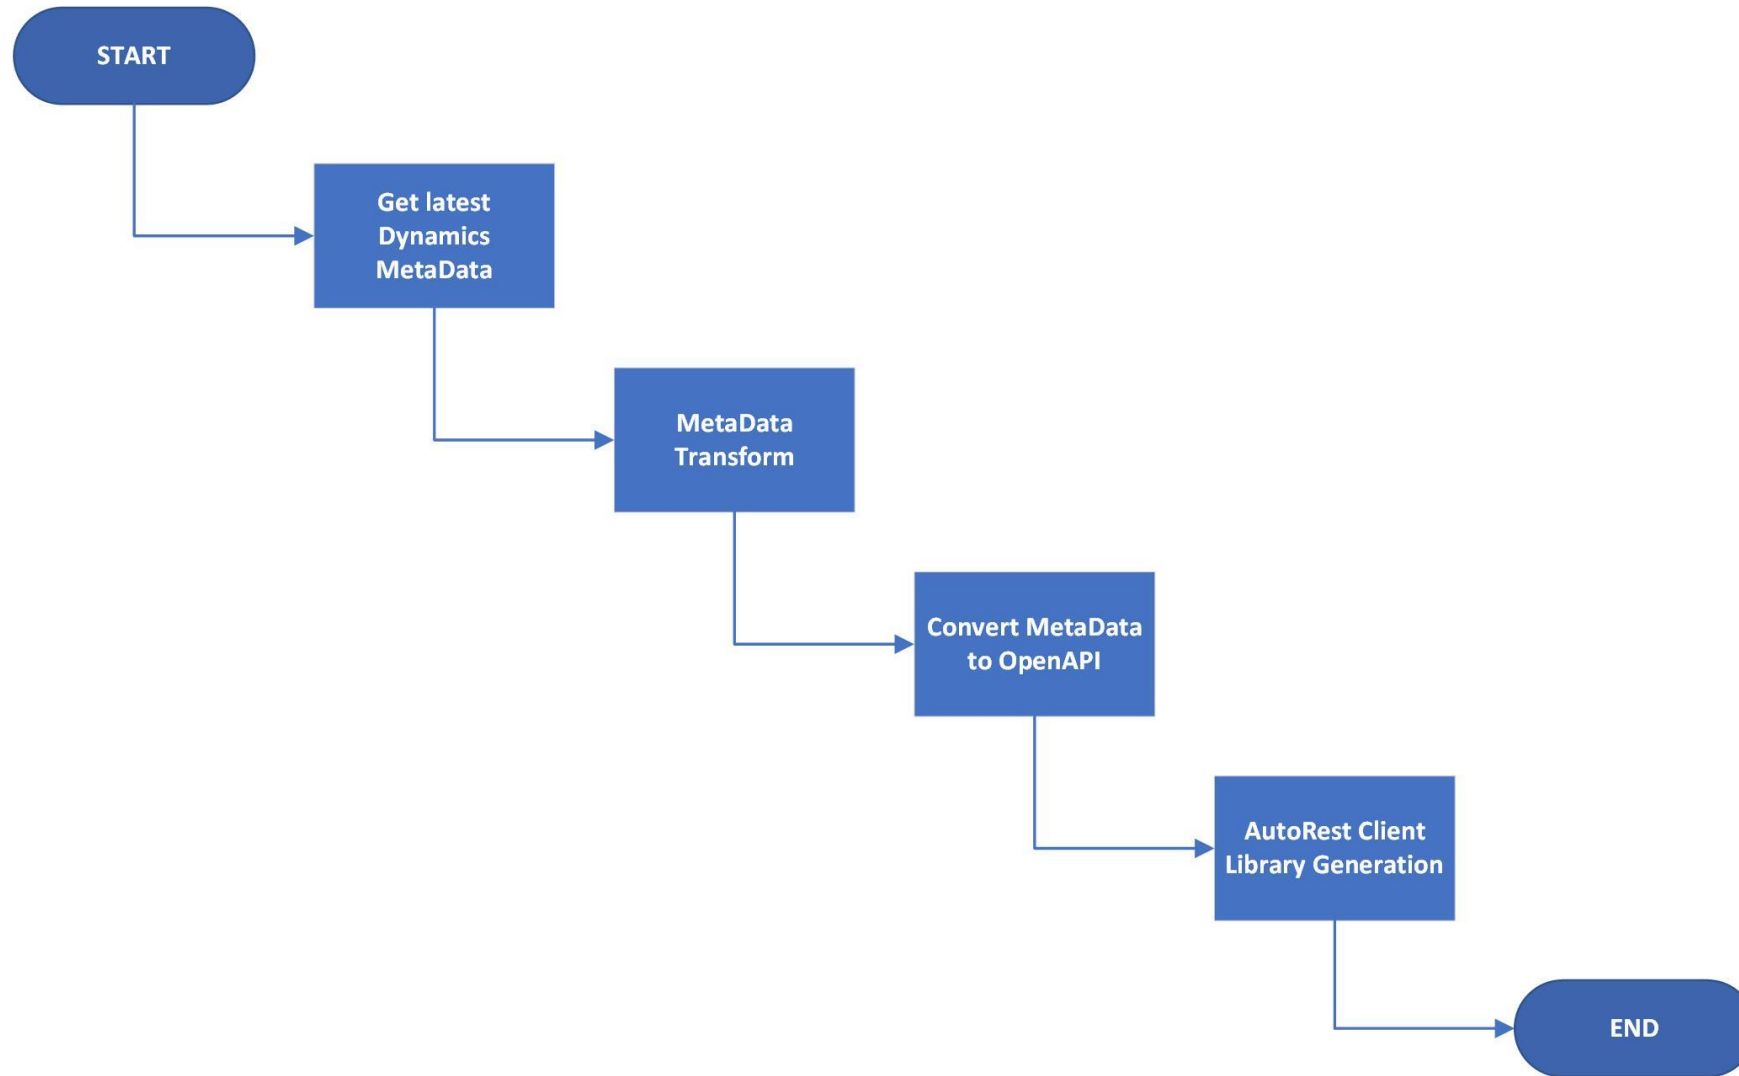 START
Get latest
Dynamics
MetaData
MetaData
Transform
Convert MetaData
to OpenAPI
AutoRest Client
Library Generation
END